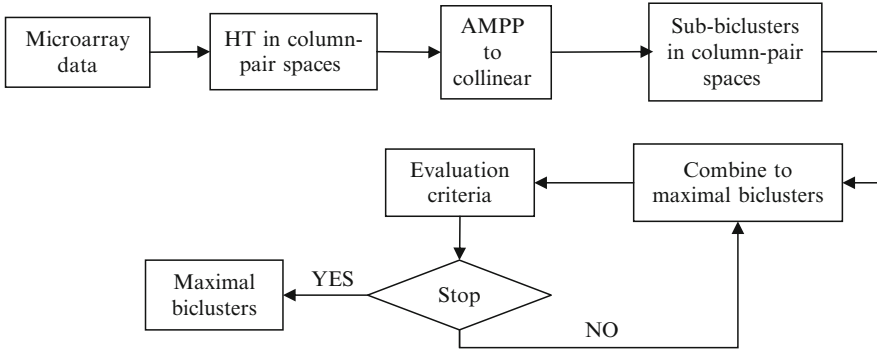 Microarray
data
HT in column-
pair spaces
AMPP
to
collinear
Sub-biclusters
in column-pair
spaces
Evaluation
criteria
Combine to
maximal biclusters
Maximal
biclusters
YES
Stop
NO